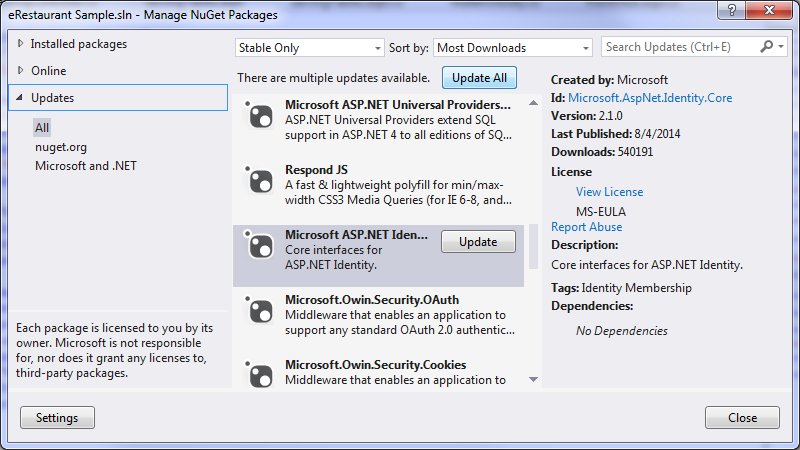 eRestaurant Sample.sln - Manage NuGet Packages
Installed packages
Online
Updates
All
nuget.org
Microsoft and .NET
Each package is licensed to you by its
owner. Microsoft is not responsible
for, nor does it grant any licenses to,
third-party packages.
Stable Only
Sort by: Most Downloads
Search Updates (Ctrl+E)
There are multiple updates available. Update All
Microsoft ASP.NET Universal Providers...
ASP.NET Universal Providers extend SQL
support in ASP.NET 4 to all editions of SQ...
Respond JS
A fast & lightweight polyfill for min/max-
width CSS3 Media Queries (for IE 6-8, and...
Microsoft ASP.NET Iden...
Update
Core interfaces for
ASP.NET Identity.
Microsoft.Owin.Security.OAuth
Middleware that enables an application to
support any standard OAuth 2.0 authentic...
Microsoft.Owin.Security.Cookies
Middleware that enables an application to
Created by: Microsoft
Id: Microsoft.AspNet.Identity.Core
Version: 2.1.0
Last Published: 8/4/2014
Downloads: 540191
License
View License
MS-EULA
Report Abuse
Description:
Core interfaces for ASP.NET Identity.
Tags: Identity Membership
Dependencies:
No Dependencies
Settings
Close